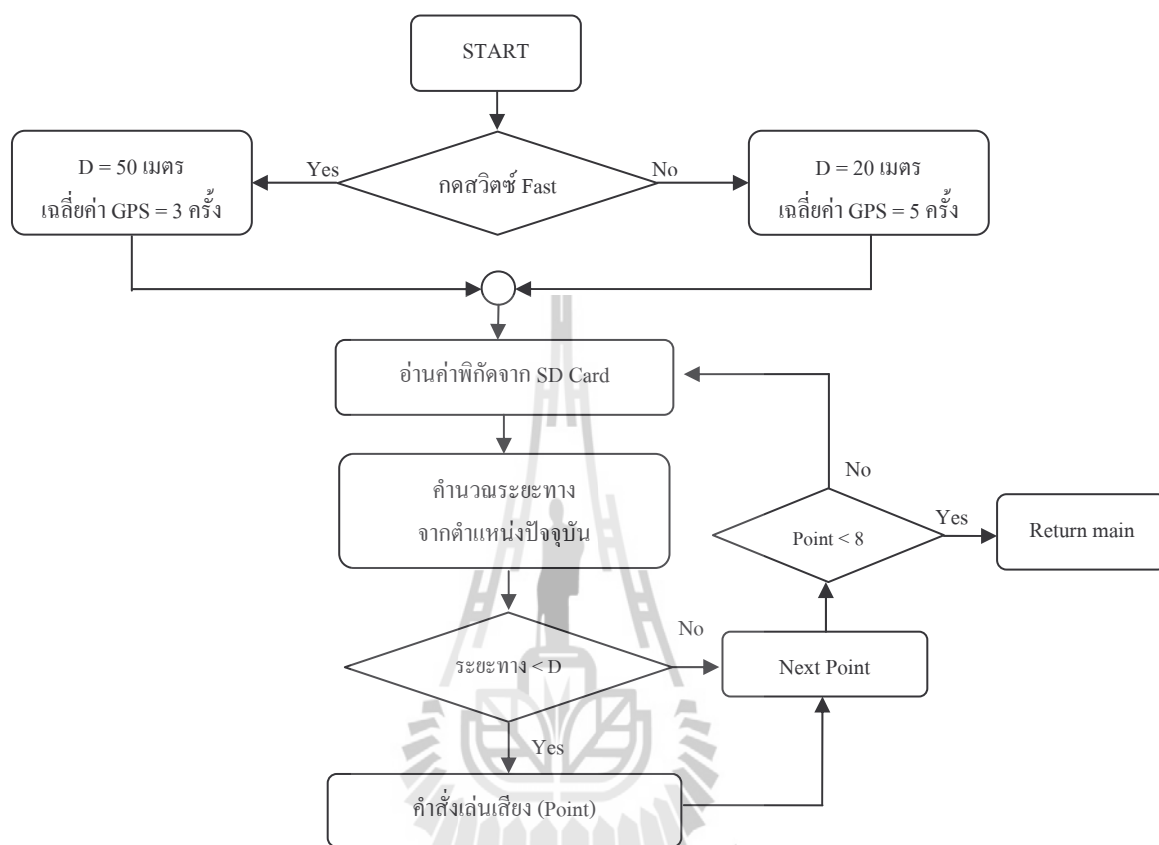 START
D = 50 เมตร
เฉลี่ยค่า GPS = 3 ครั้ง
Yes
กดสวิตซ์ Fast
No
D = 20 เมตร
เฉลี่ยค่า GPS = 5 ครั้ง
อ่านค่าพิกัดจาก SD Card
คำนวณระยะทาง
จากตำแหน่งปัจจุบัน
No
Point < 8
Yes
Return main
ระยะทาง < D
No
Next Point
Yes
คำสั่งเล่นเสียง (Point)